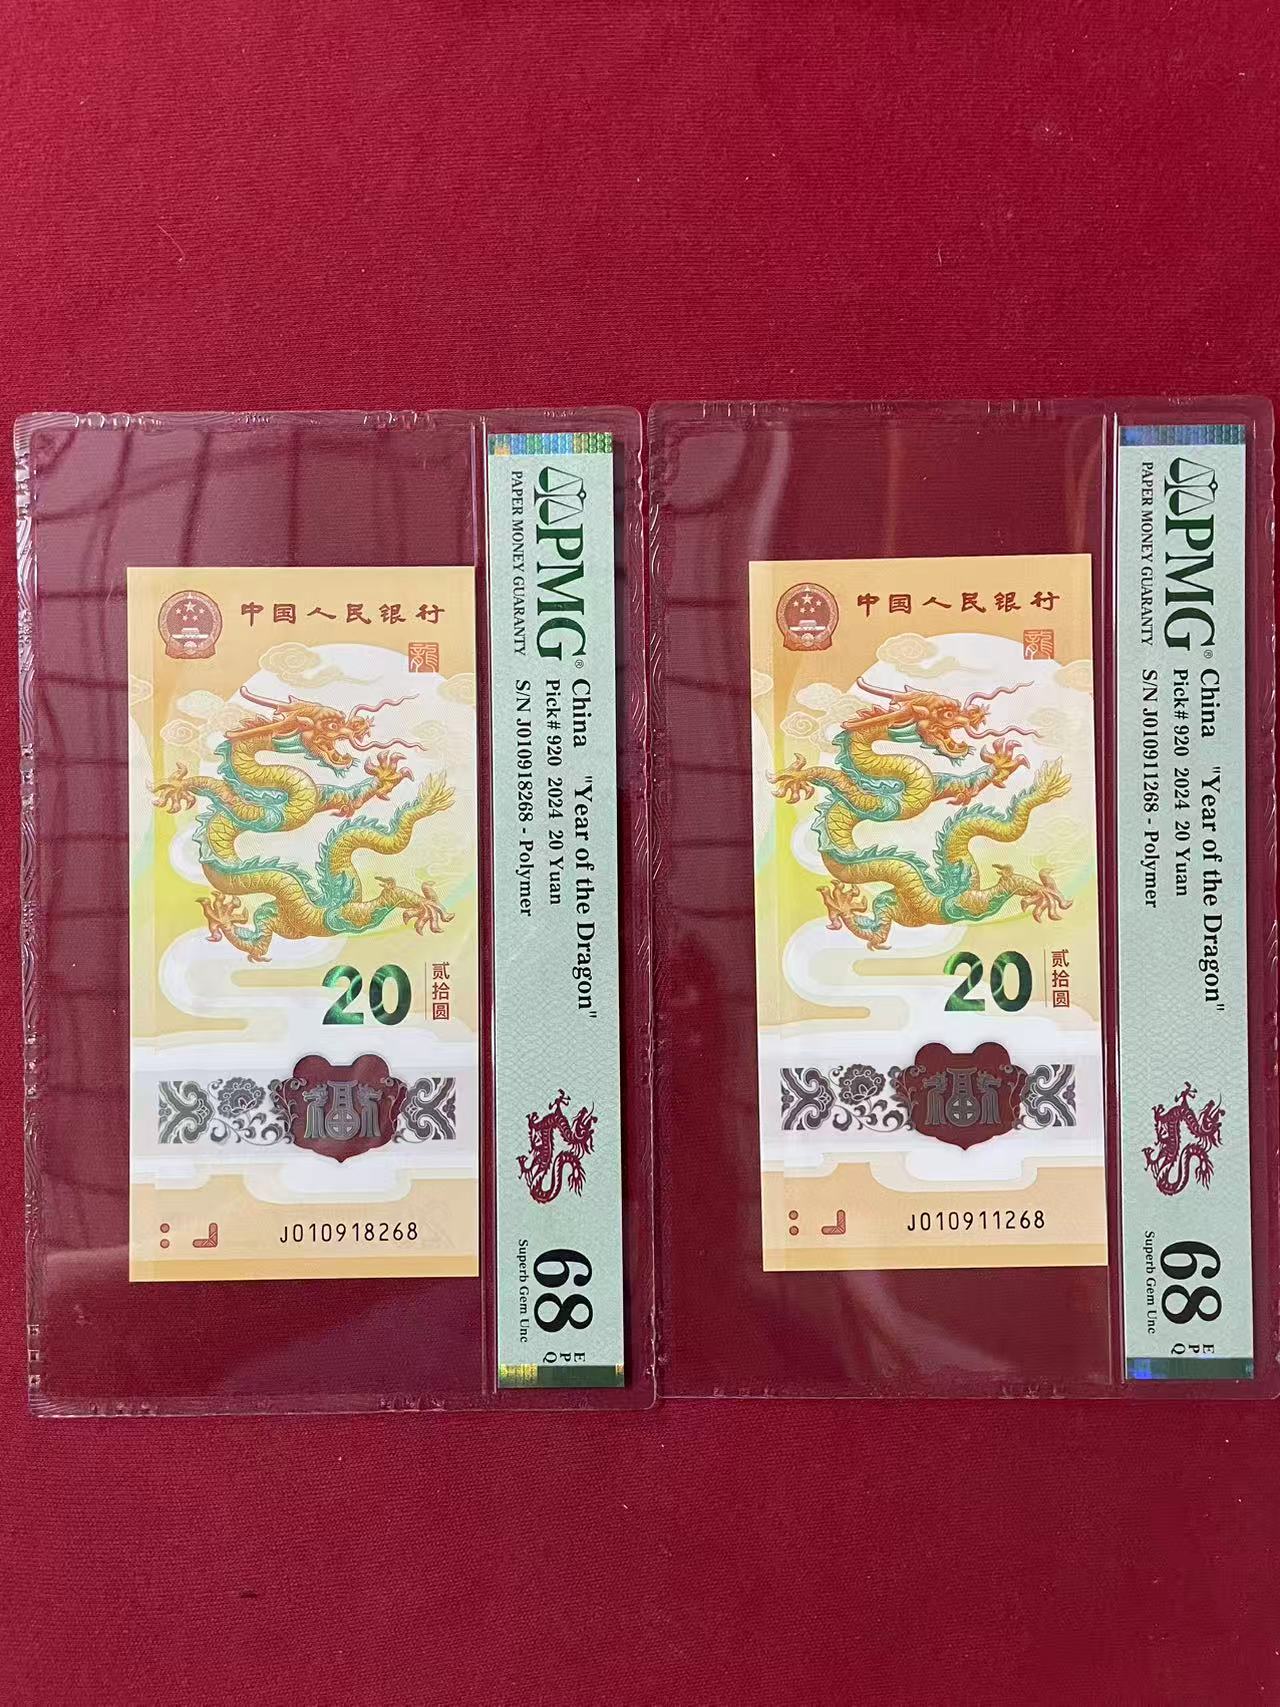 中国人民银行
龍
20
贰拾圆
福
J010918268
PMG
PAPER MONEY GUARANTY
China "Year of the Dragon"
Pick# 920 2024 20 Yuan
S/N J010918268 - Polymer
68
EPQ
Superb Gem Unc
中国人民银行
龍
20
贰拾圆
福
J010911268
PMG®
PAPER MONEY GUARANTY
China "Year of the Dragon"
Pick# 920 2024 20 Yuan
S/N J010911268 - Polymer
68
EPQ
Superb Gem Unc